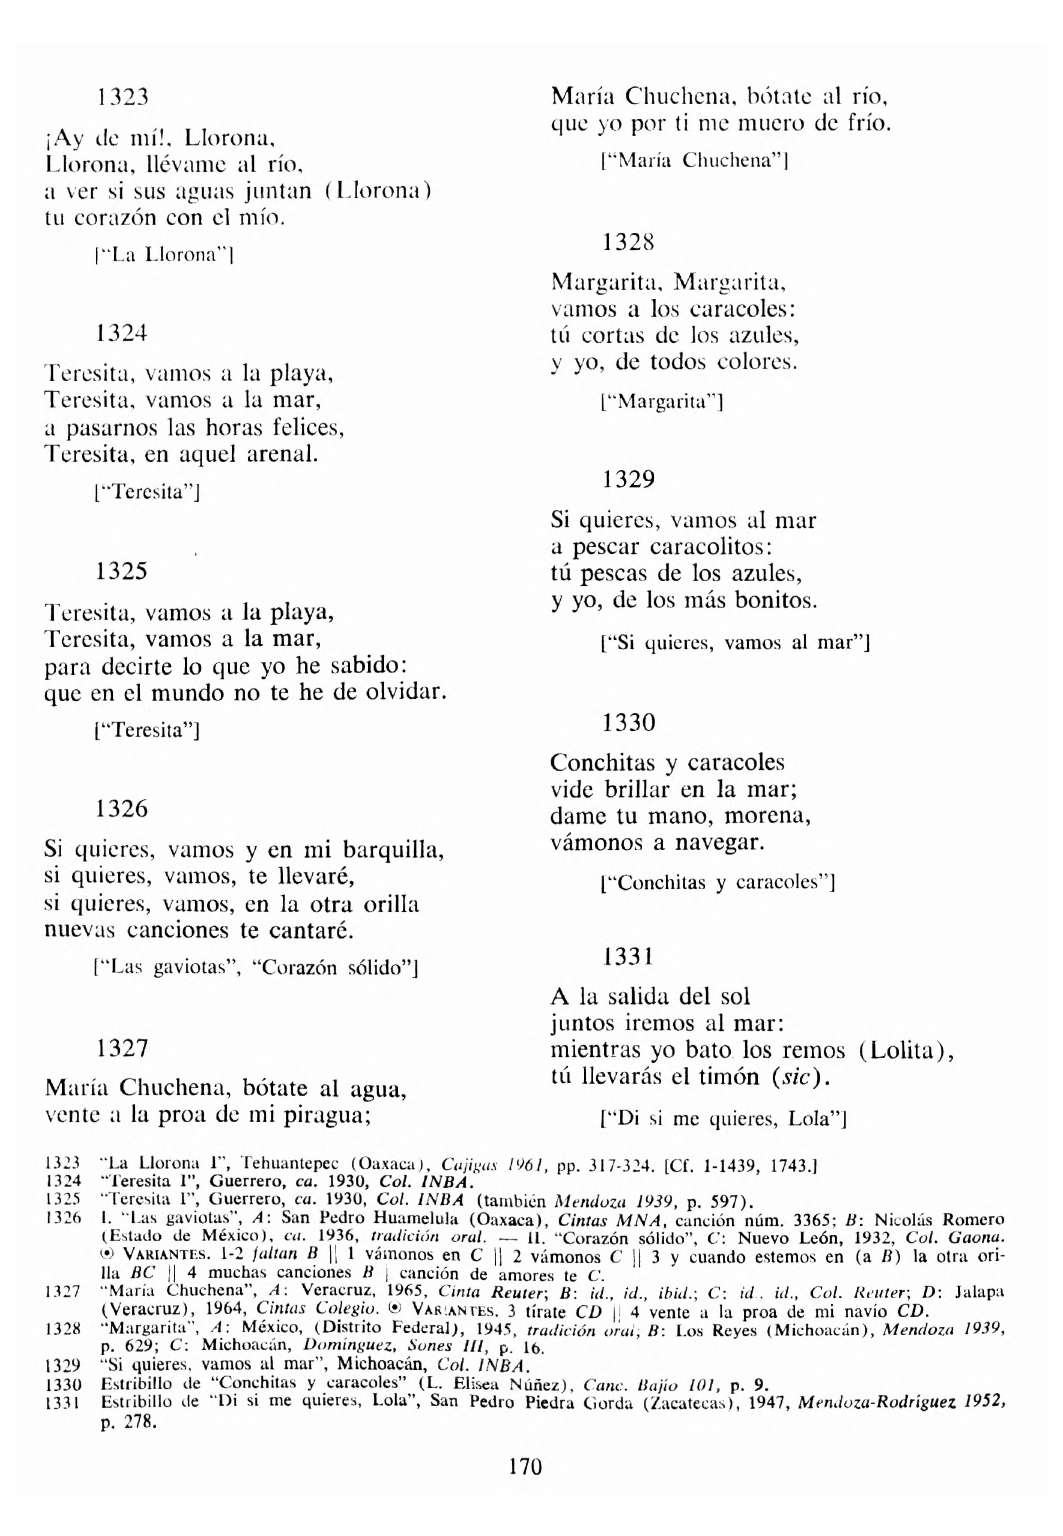 1323
¡Ay de mí!, Llorona,
Llorona, llévame al río,
a ver si sus aguas juntan (Llorona)
tu corazón con el mío.
[“La Llorona”]
1324
Teresita, vamos a la playa,
Teresita, vamos a la mar,
a pasarnos las horas felices,
Teresita, en aquel arenal.
[“Teresita”]
1325
Teresita, vamos a la playa,
Teresita, vamos a la mar,
para decirte lo que yo he sabido:
que en el mundo no te he de olvidar.
[“Teresita”]
1326
Si quieres, vamos y en mi barquilla,
si quieres, vamos, te llevaré,
si quieres, vamos, en la otra orilla
nuevas canciones te cantaré.
[“Las gaviotas”, “Corazón sólido”]
1327
María Chuchena, bótate al agua,
vente a la proa de mi piragua;
María Chuchena, bótate al río,
que yo por ti me muero de frío.
[“María Chuchena”]
1328
Margarita, Margarita,
vamos a los caracoles:
tú cortas de los azules,
y yo, de todos colores.
[“Margarita”]
1329
Si quieres, vamos al mar
a pescar caracolitos:
tú pescas de los azules,
y yo, de los más bonitos.
[“Si quieres, vamos al mar”]
1330
Conchitas y caracoles
vide brillar en la mar;
dame tu mano, morena,
vámonos a navegar.
[“Conchitas y caracoles”]
1331
A la salida del sol
juntos iremos al mar:
mientras yo bato los remos (Lolita),
tú llevarás el timón (sic).
[“Di si me quieres, Lola”]
1323 “La Llorona I”, Tehuantepec (Oaxaca), Cajigas 1961, pp. 317-324. [Cf. 1-1439, 1743.]
1324 “Teresita I”, Guerrero, ca. 1930, Col. INBA.
1325 “Teresita I”, Guerrero, ca. 1930, Col. INBA (también Mendoza 1939, p. 597).
1326 I. “Las gaviotas”, A: San Pedro Huamelula (Oaxaca), Cintas MNA, canción núm. 3365; B: Nicolás Romero
(Estado de México), ca. 1936, tradición oral. — II. “Corazón sólido”, C: Nuevo León, 1932, Col. Gaona.
⊛ VARIANTES. 1-2 faltan B || 1 vámonos en C || 2 vámonos C || 3 y cuando estemos en (a B) la otra ori-
lla BC || 4 muchas canciones B | canción de amores te C.
1327 “María Chuchena”, A: Veracruz, 1965, Cinta Reuter; B: id., id., ibid.; C: id., id., Col. Reuter; D: Jalapa
(Veracruz), 1964, Cintas Colegio. ⊛ VARIANTES. 3 tírate CD || 4 vente a la proa de mi navío CD.
1328 “Margarita”, A: México, (Distrito Federal), 1945, tradición oral; B: Los Reyes (Michoacán), Mendoza 1939,
p. 629; C: Michoacán, Domínguez, Sones III, p. 16.
1329 “Si quieres, vamos al mar”, Michoacán, Col. INBA.
1330 Estribillo de “Conchitas y caracoles” (L. Elisea Núñez), Canc. Bajío 101, p. 9.
1331 Estribillo de “Di si me quieres, Lola”, San Pedro Piedra Gorda (Zacatecas), 1947, Mendoza-Rodríguez 1952,
p. 278.
170